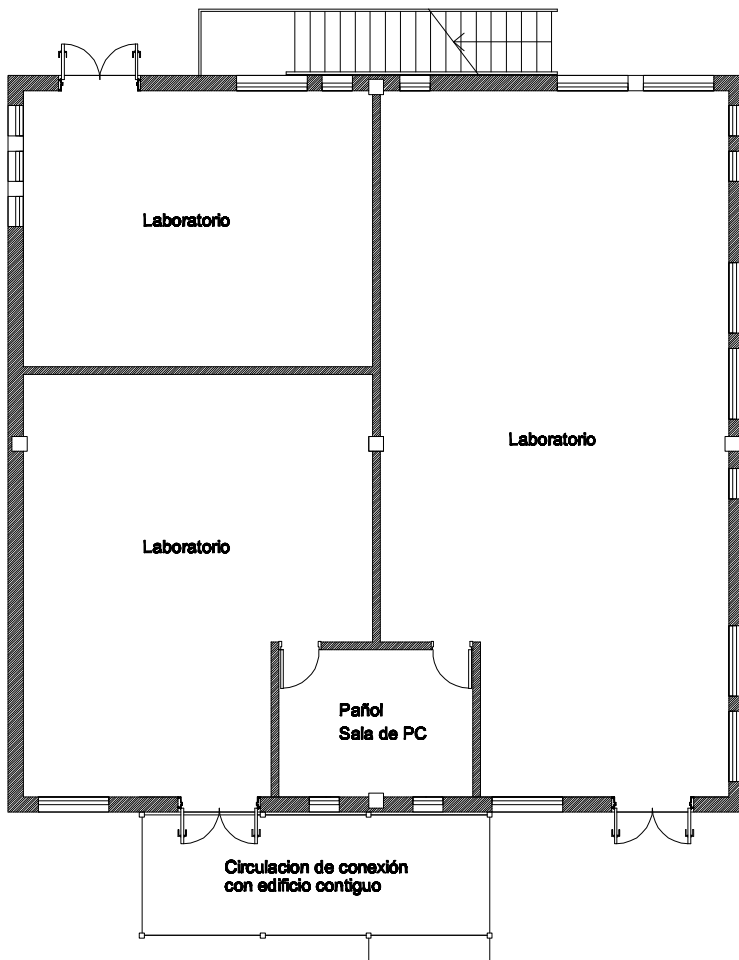 Laboratorio
Laboratorio
Laboratorio
Pañol
Sala de PC
Circulacion de conexión
con edificio contiguo